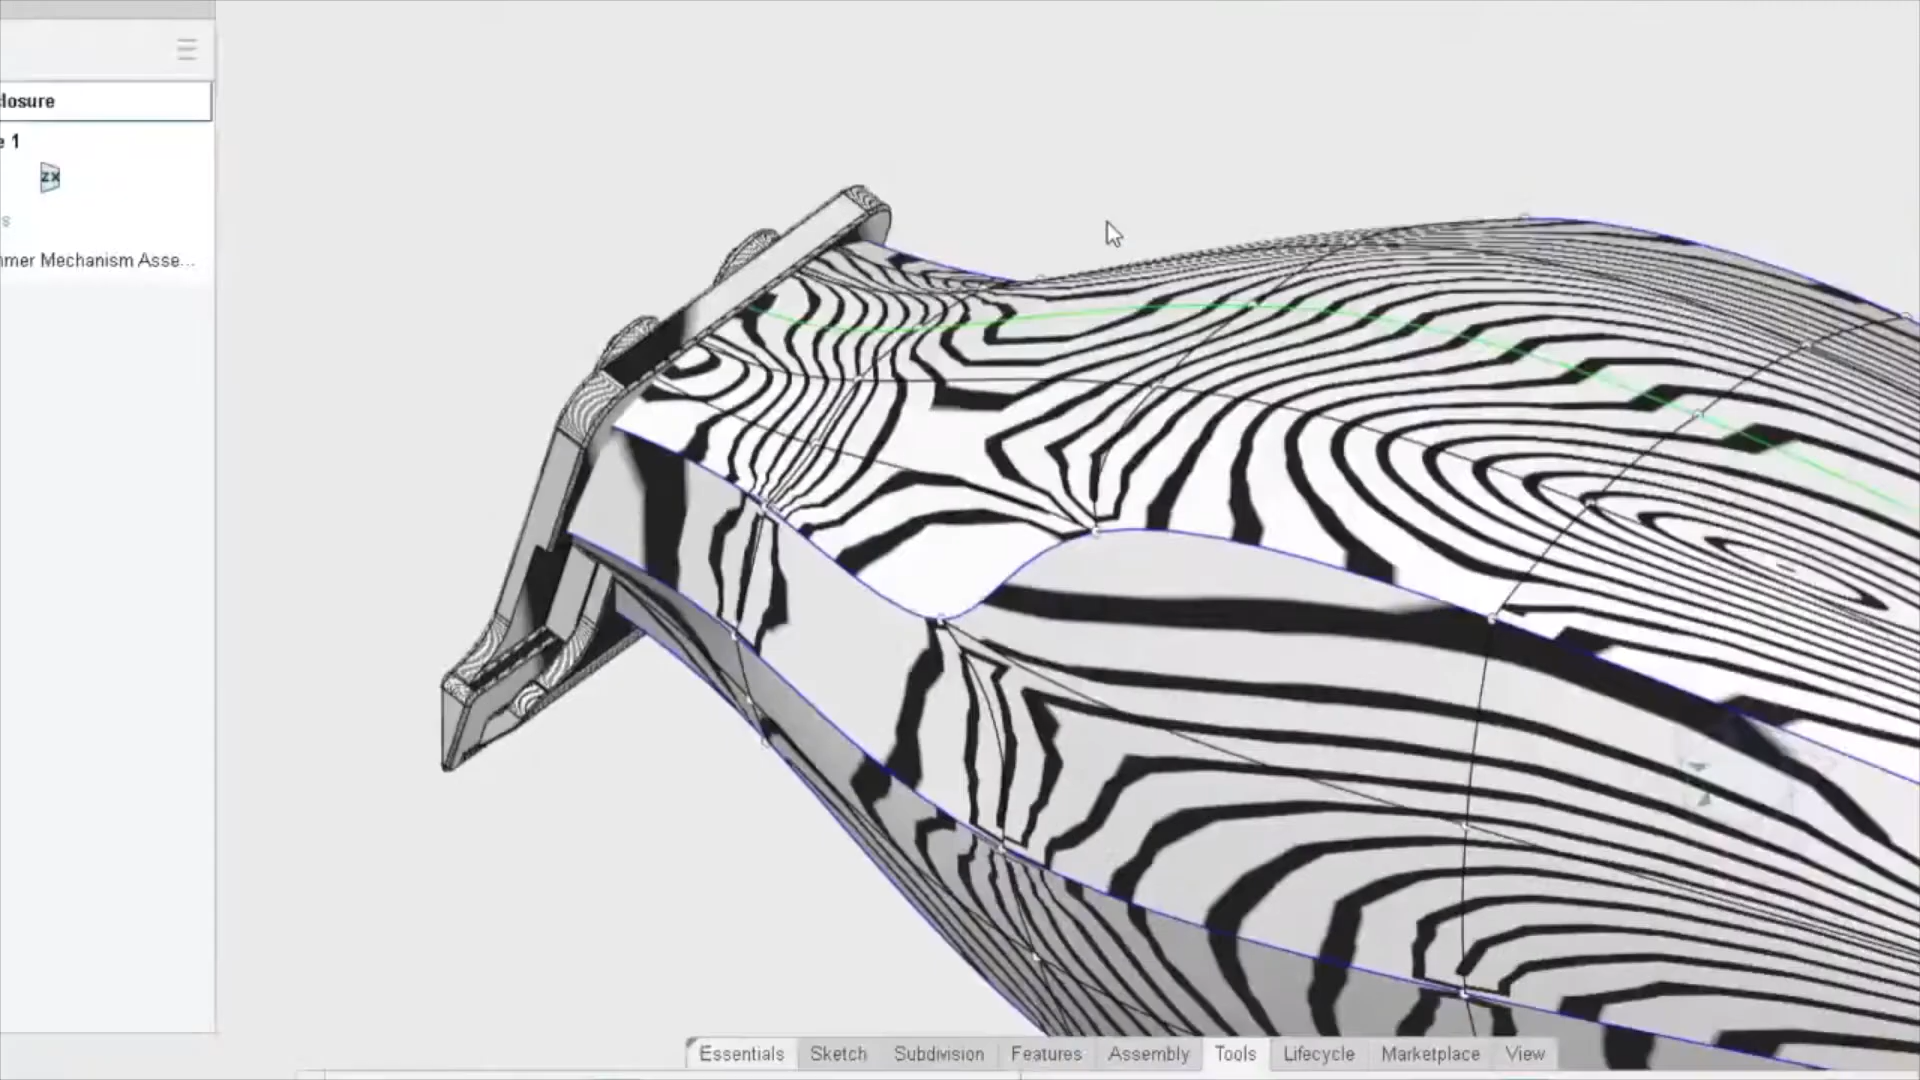 losure
e 1
ZX
s
mer Mechanism Asse...
Essentials Sketch Subdivision Features Assembly Tools Lifecycle Marketplace View